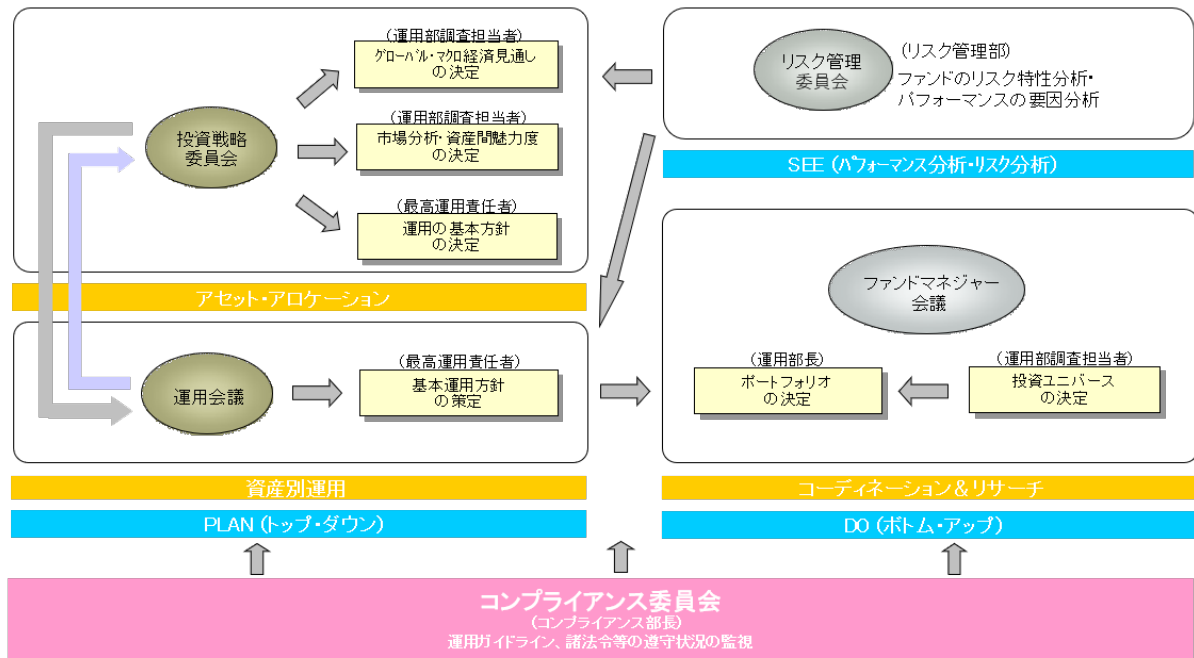 (運用部調査担当者)
グローバル・マクロ経済見通し
の決定
投資戦略
委員会
(運用部調査担当者)
市場分析・資産間魅力度
の決定
(最高運用責任者)
運用の基本方針
の決定
アセット・アロケーション
リスク管理
委員会
(リスク管理部)
ファンドのリスク特性分析・
パフォーマンスの要因分析
SEE (パフォーマンス分析・リスク分析)
運用会議
(最高運用責任者)
基本運用方針
の策定
資産別運用
PLAN (トップ・ダウン)
ファンドマネジャー
会議
(運用部長)
ポートフォリオ
の決定
(運用部調査担当者)
投資ユニバース
の決定
コーディネーション&リサーチ
DO (ボトム・アップ)
コンプライアンス委員会
(コンプライアンス部長)
運用ガイドライン、諸法令等の遵守状況の監視